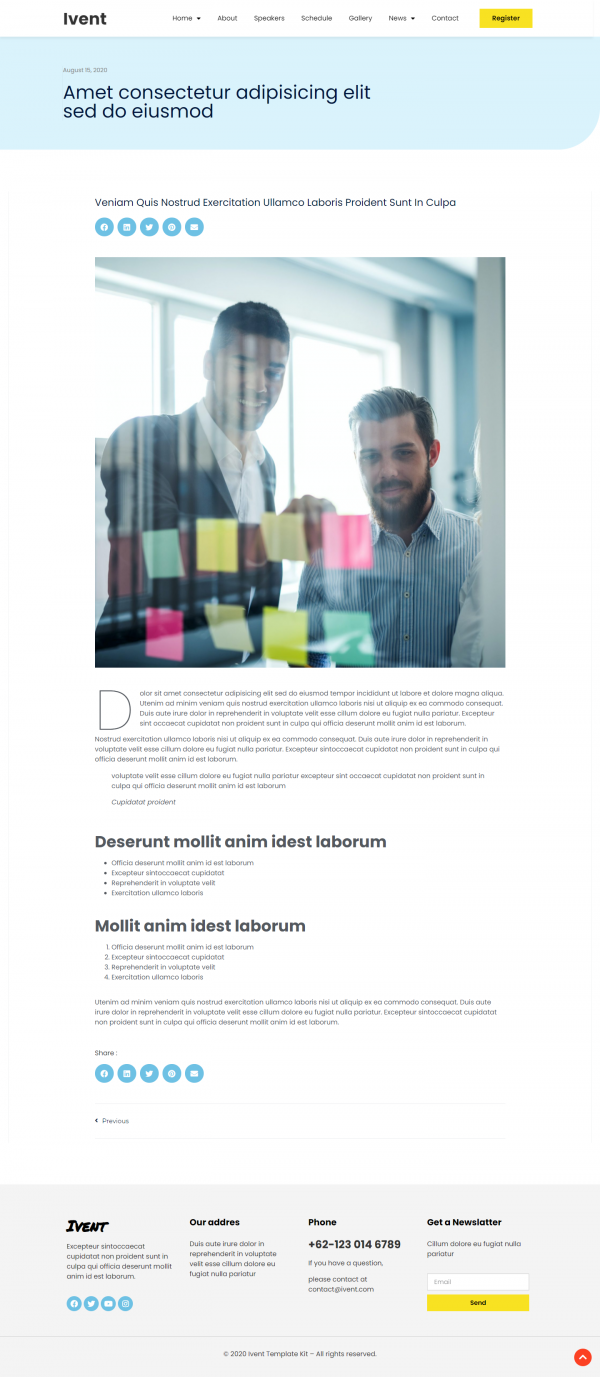 Ivent
Home About Speakers Schedule Gallery News Contact Register
August 15, 2020
Amet consectetur adipisicing elit
sed do eiusmod
Veniam Quis Nostrud Exercitation Ullamco Laboris Proident Sunt In Culpa
Dolor sit amet consectetur adipisicing elit sed do eiusmod tempor incididunt ut labore et dolore magna aliqua.
Utenim ad minim veniam quis nostrud exercitation ullamco laboris nisi ut aliquip ex ea commodo consequat.
Duis aute irure dolor in reprehenderit in voluptate velit esse cillum dolore eu fugiat nulla pariatur. Excepteur
sint occaecat cupidatat non proident sunt in culpa qui officia deserunt mollit anim id est laborum.
Nostrud exercitation ullamco laboris nisi ut aliquip ex ea commodo consequat. Duis aute irure dolor in reprehenderit in
voluptate velit esse cillum dolore eu fugiat nulla pariatur. Excepteur sintoccaecat cupidatat non proident sunt in culpa qui
officia deserunt mollit anim id est laborum.
voluptate velit esse cillum dolore eu fugiat nulla pariatur excepteur sint occaecat cupidatat non proident sunt in
culpa qui officia deserunt mollit anim id est laborum
Cupidatat proident
Deserunt mollit anim idest laborum
• Officia deserunt mollit anim id est laborum
• Excepteur sintoccaecat cupidatat
• Reprehenderit in voluptate velit
• Exercitation ullamco laboris
Mollit anim idest laborum
1. Officia deserunt mollit anim id est laborum
2. Excepteur sintoccaecat cupidatat
3. Reprehenderit in voluptate velit
4. Exercitation ullamco laboris
Utenim ad minim veniam quis nostrud exercitation ullamco laboris nisi ut aliquip ex ea commodo consequat. Duis aute
irure dolor in reprehenderit in voluptate velit esse cillum dolore eu fugiat nulla pariatur. Excepteur sintoccaecat cupidatat
non proident sunt in culpa qui officia deserunt mollit anim id est laborum.
Share :
Previous
Ivent
Excepteur sintoccaecat
cupidatat non proident sunt in
culpa qui officia deserunt mollit
anim id est laborum.
Our addres
Duis aute irure dolor in
reprehenderit in voluptate
velit esse cillum dolore eu
fugiat nulla pariatur
Phone
+62-123 014 6789
If you have a question,
please contact at
contact@ivent.com
Get a Newslatter
Cillum dolore eu fugiat nulla
pariatur
Email
Send
© 2020 Ivent Template Kit – All rights reserved.